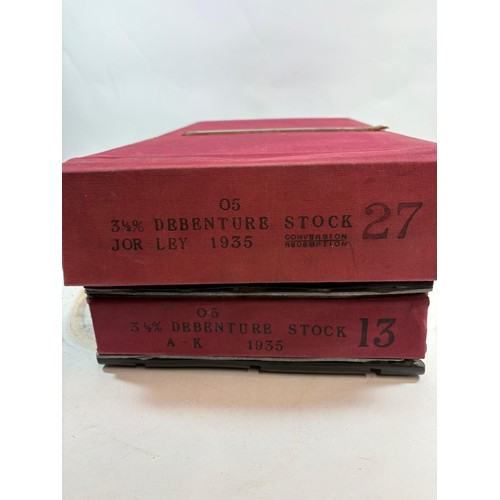 05
3½% DEBENTURE STOCK 27
JOR LEY 1935 CONVERSION
REDEMPTION
05
3½% DEBENTURE STOCK 13
A - K 1935